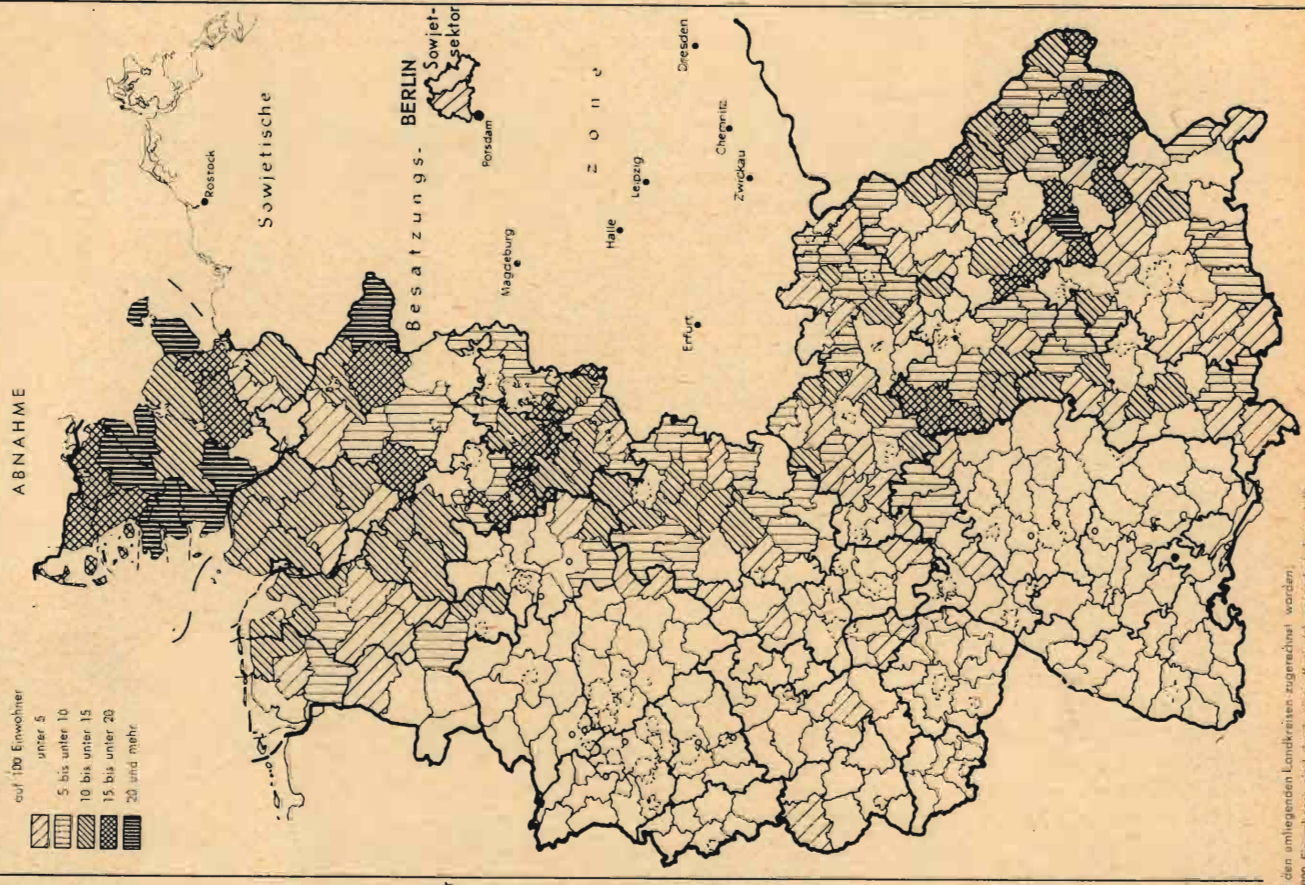 ABNAHME
auf 100 Einwohner
unter 5
5 bis unter 10
10 bis unter 15
15 bis unter 20
20 und mehr
Rostock
Sowjetische
Besatzungs-
zone
BERLIN
Sowjet-
sektor
Potsdam
Magdeburg
Halle
Leipzig
Dresden
Chemnitz
Zwickau
Erfurt
den umliegenden Landkreisen zugerechnet worden